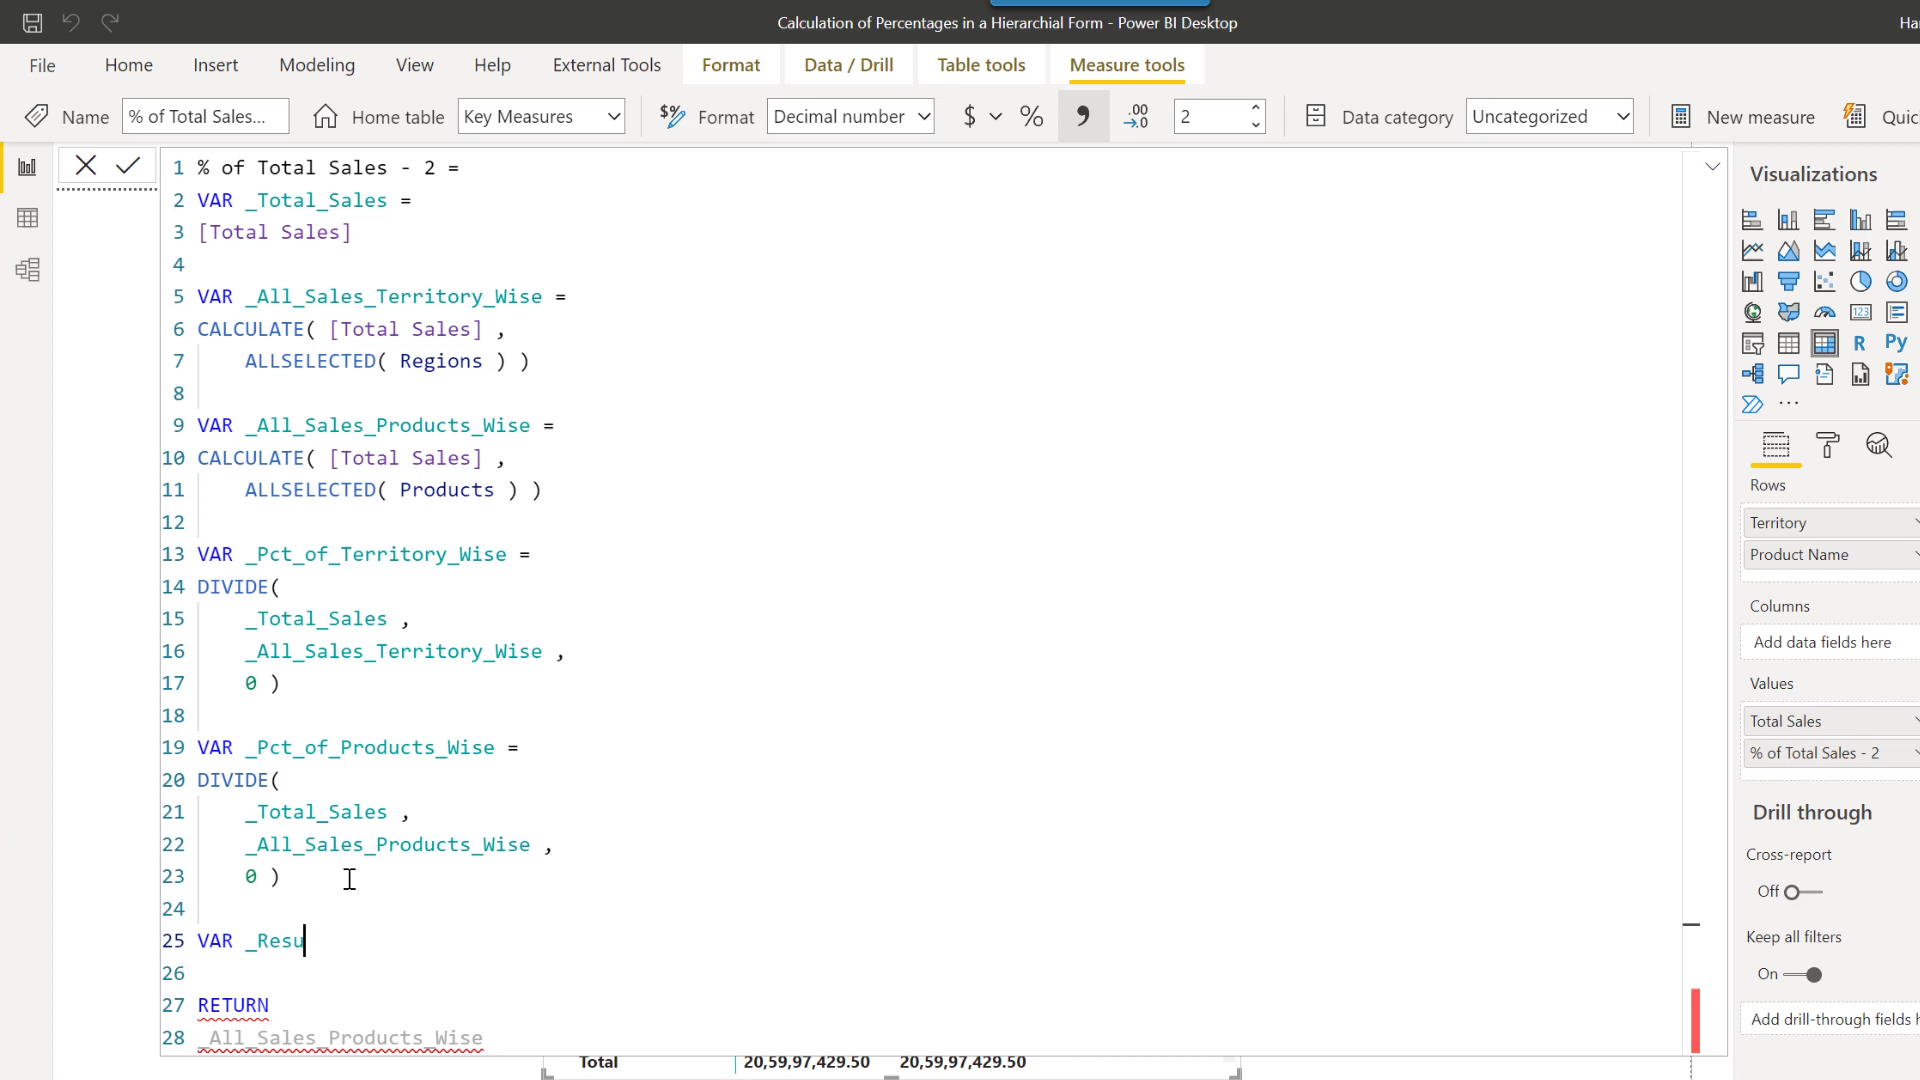 Calculation of Percentages in a Hierarchial Form - Power BI Desktop
File Home Insert Modeling View Help External Tools Format Data / Drill Table tools Measure tools
Name % of Total Sales... Home table Key Measures Format Decimal number $ % 2 Data category Uncategorized New measure
1 % of Total Sales - 2 =
2 VAR _Total_Sales =
3 [Total Sales]
4
5 VAR _All_Sales_Territory_Wise =
6 CALCULATE( [Total Sales] ,
7 ALLSELECTED( Regions ) )
8
9 VAR _All_Sales_Products_Wise =
10 CALCULATE( [Total Sales] ,
11 ALLSELECTED( Products ) )
12
13 VAR _Pct_of_Territory_Wise =
14 DIVIDE(
15 _Total_Sales ,
16 _All_Sales_Territory_Wise ,
17 0 )
18
19 VAR _Pct_of_Products_Wise =
20 DIVIDE(
21 _Total_Sales ,
22 _All_Sales_Products_Wise ,
23 0 )
24
25 VAR _Resu
26
27 RETURN
28 _All_Sales_Products_Wise
Total 20,59,97,429.50 20,59,97,429.50
Visualizations
123
R Py
Rows
Territory
Product Name
Columns
Add data fields here
Values
Total Sales
% of Total Sales - 2
Drill through
Cross-report
Off
Keep all filters
On
Add drill-through fields